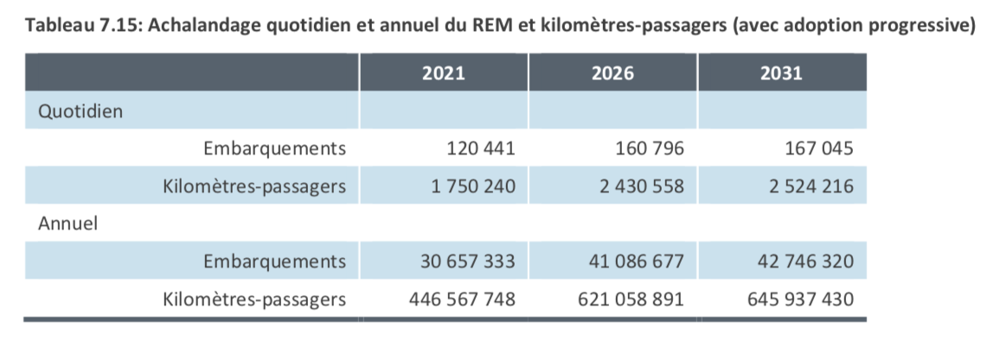 Tableau 7.15: Achalandage quotidien et annuel du REM et kilomètres-passagers (avec adoption progressive)
2021 2026 2031
Quotidien
Embarquements 120 441 160 796 167 045
Kilomètres-passagers 1 750 240 2 430 558 2 524 216
Annuel
Embarquements 30 657 333 41 086 677 42 746 320
Kilomètres-passagers 446 567 748 621 058 891 645 937 430